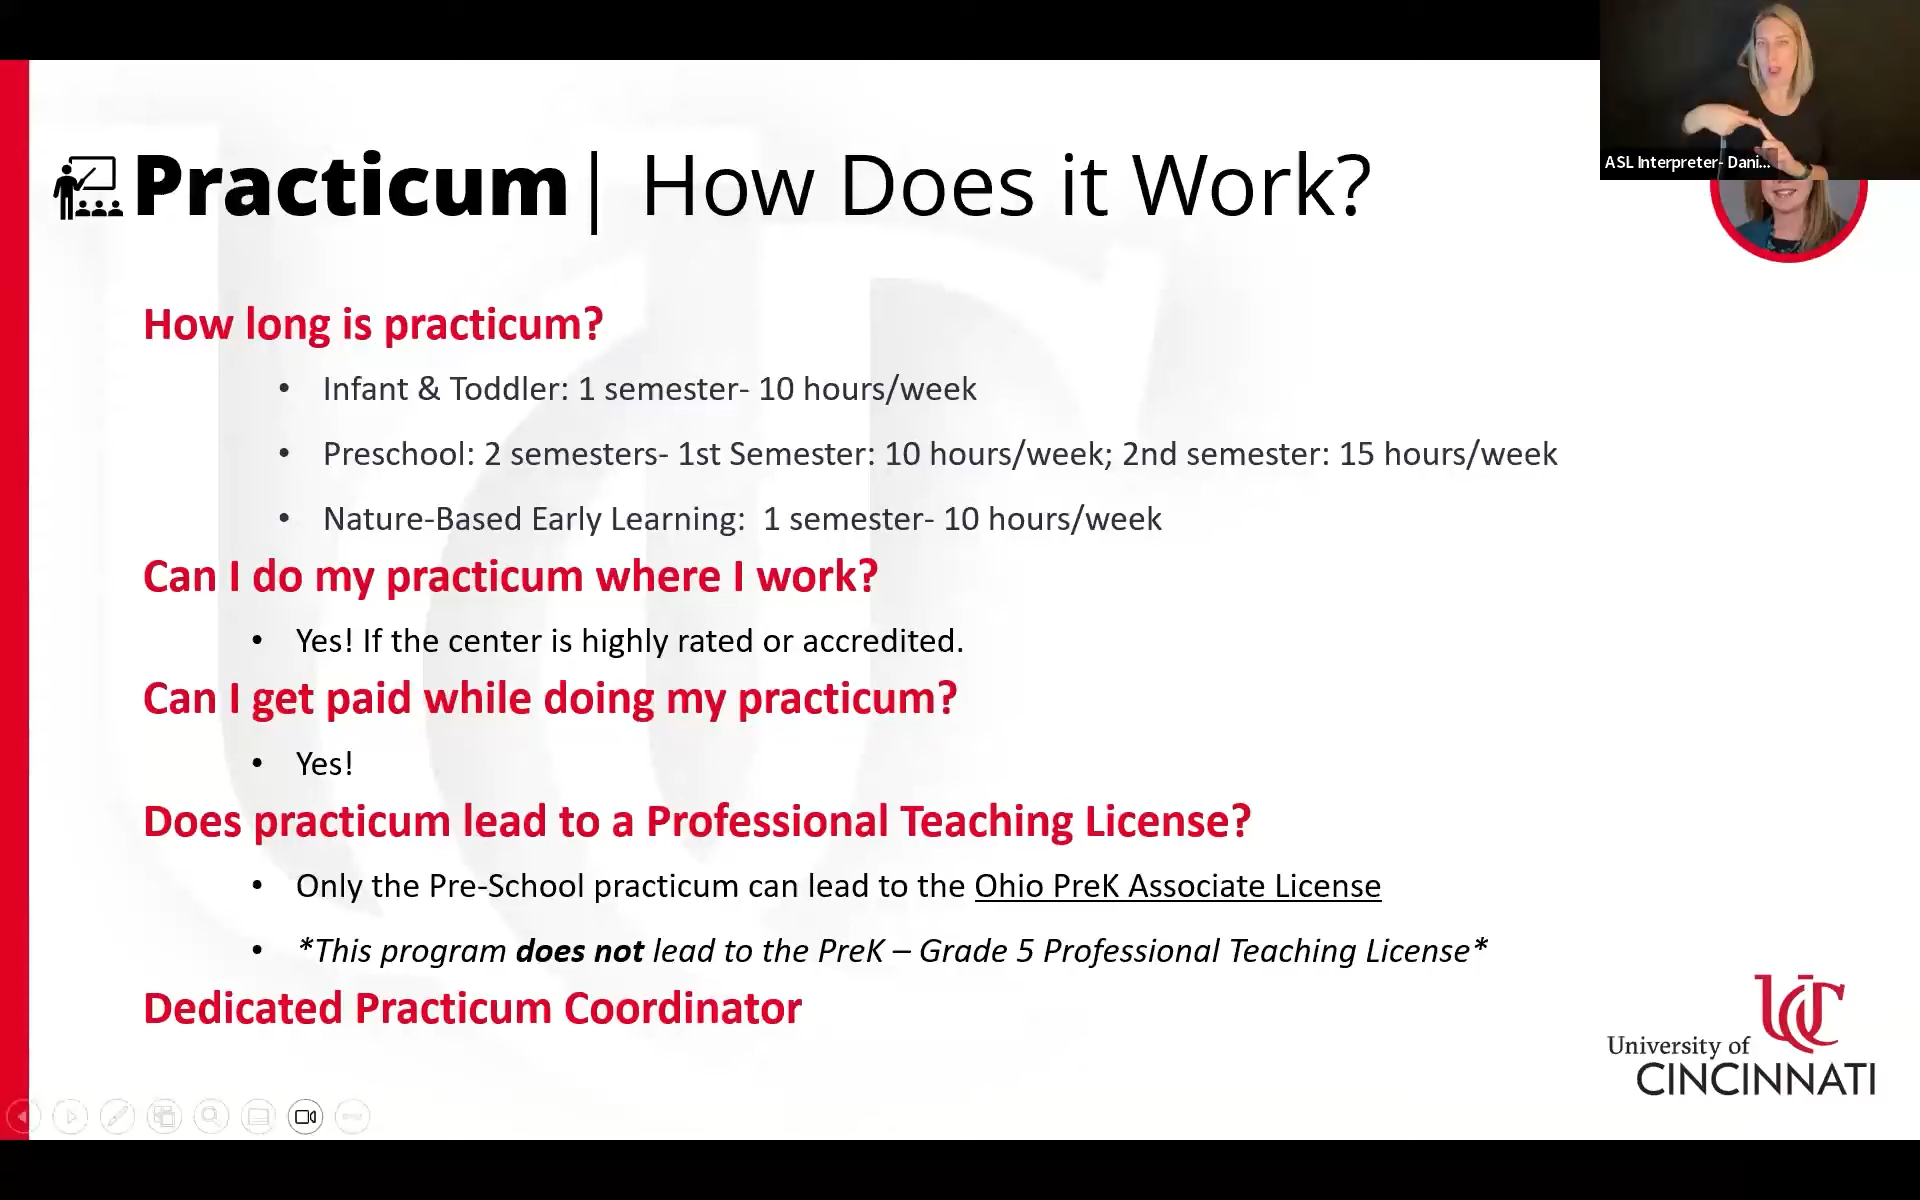 ASL Interpreter- Dani...
Practicum| How Does it Work?
How long is practicum?
• Infant & Toddler: 1 semester- 10 hours/week
• Preschool: 2 semesters- 1st Semester: 10 hours/week; 2nd semester: 15 hours/week
• Nature-Based Early Learning:  1 semester- 10 hours/week
Can I do my practicum where I work?
• Yes! If the center is highly rated or accredited.
Can I get paid while doing my practicum?
• Yes!
Does practicum lead to a Professional Teaching License?
• Only the Pre-School practicum can lead to the Ohio PreK Associate License
• *This program does not lead to the PreK – Grade 5 Professional Teaching License*
Dedicated Practicum Coordinator
UC
University of
CINCINNATI